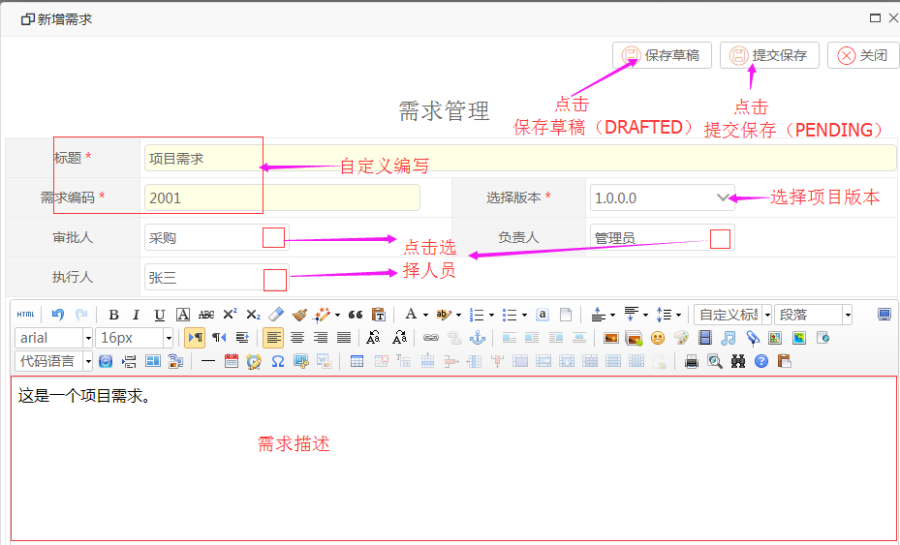 新增需求
保存草稿 提交保存 关闭
点击
保存草稿（DRAFTED）
点击
提交保存（PENDING）
需求管理
标题 * 项目需求
自定义编写
需求编码 * 2001 选择版本 * 1.0.0.0
选择项目版本
审批人 采购 负责人 管理员
点击选
择人员
执行人 张三
HTML B I U A ABC X² X₂ A ab 自定义标 段落
arial 16px
代码语言
这是一个项目需求。
需求描述